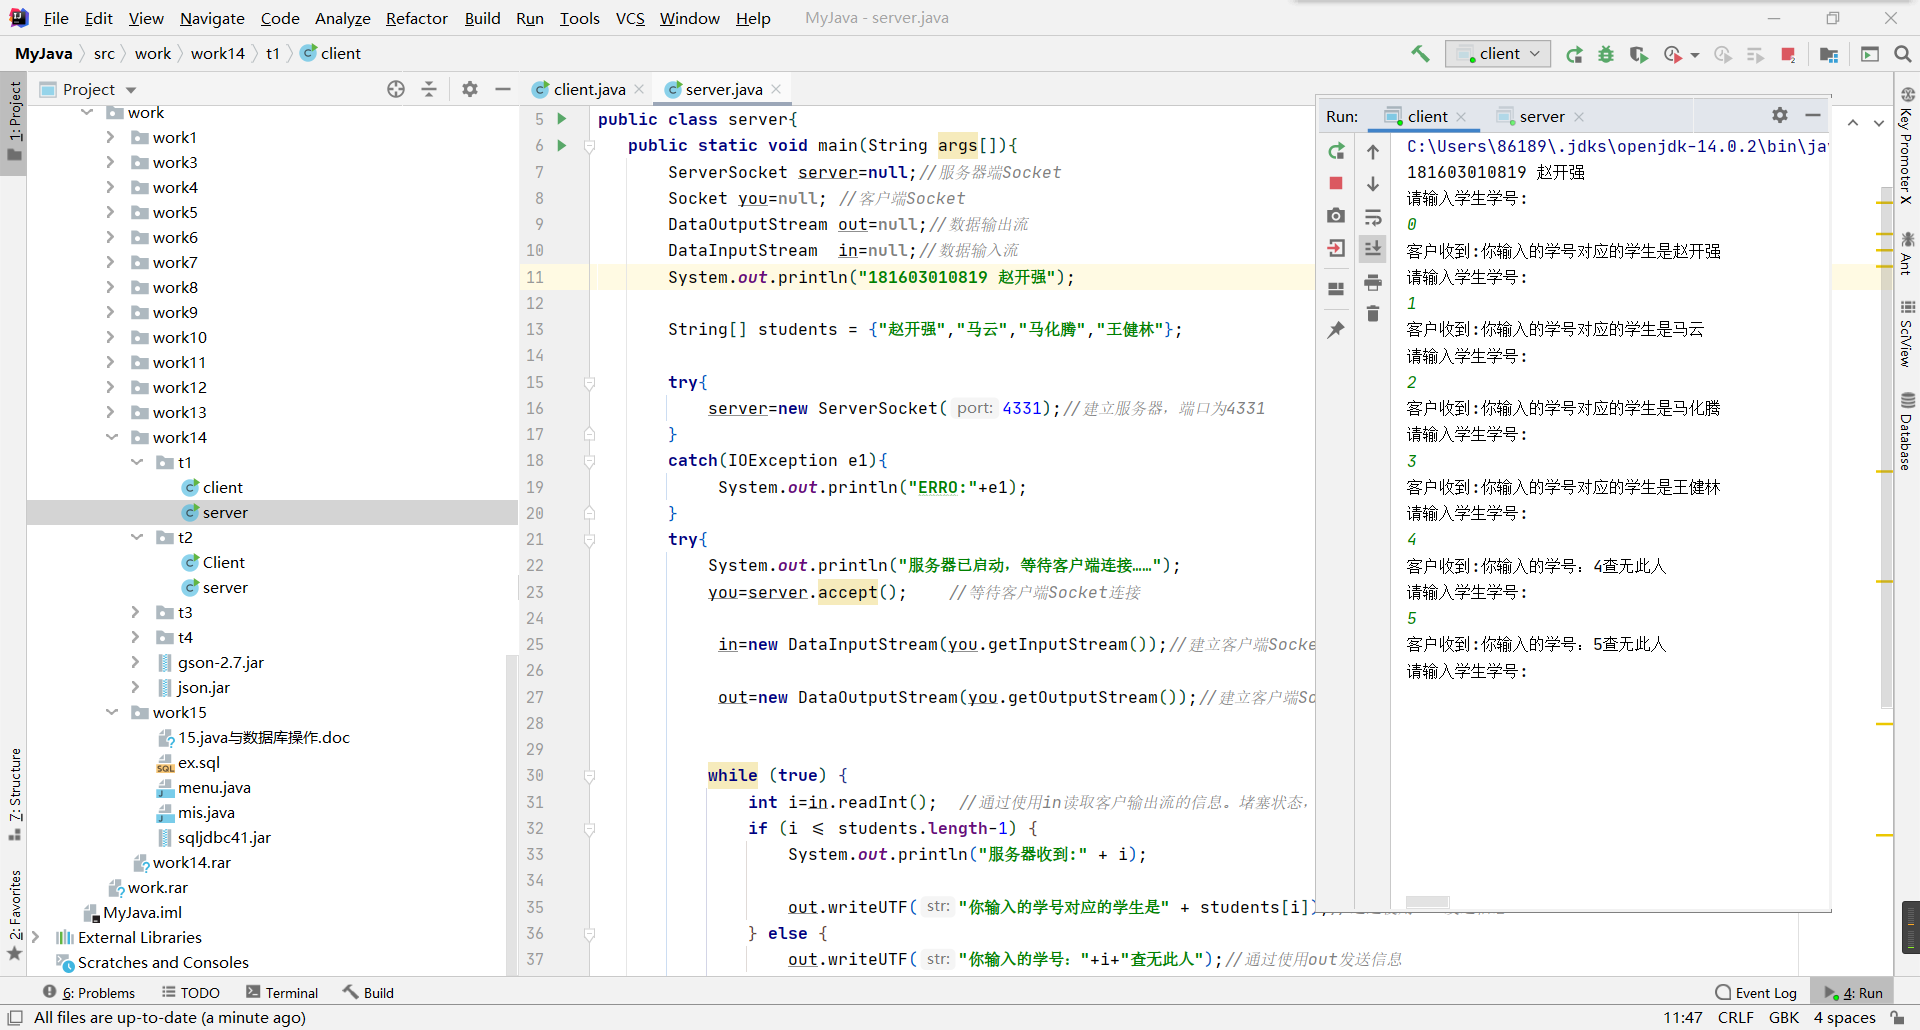 File Edit View Navigate Code Analyze Refactor Build Run Tools VCS Window Help MyJava - server.java
MyJava src work work14 t1 client
client
1: Project
7: Structure
2: Favorites
Project
work
work1
work3
work4
work5
work6
work7
work8
work9
work10
work11
work12
work13
work14
t1
client
server
t2
Client
server
t3
t4
gson-2.7.jar
json.jar
work15
15.java与数据库操作.doc
ex.sql
menu.java
mis.java
sqljdbc41.jar
work14.rar
work.rar
MyJava.iml
External Libraries
Scratches and Consoles
client.java server.java
5 public class server{
6 public static void main(String args[]){
7 ServerSocket server=null;//服务器端Socket
8 Socket you=null; //客户端Socket
9 DataOutputStream out=null;//数据输出流
10 DataInputStream in=null;//数据输入流
11 System.out.println("181603010819 赵开强");
12
13 String[] students = {"赵开强","马云","马化腾","王健林"};
14
15 try{
16 server=new ServerSocket( port: 4331);//建立服务器，端口为4331
17 }
18 catch(IOException e1){
19 System.out.println("ERRO:"+e1);
20 }
21 try{
22 System.out.println("服务器已启动，等待客户端连接……");
23 you=server.accept(); //等待客户端Socket连接
24
25 in=new DataInputStream(you.getInputStream());//建立客户端Socke
26
27 out=new DataOutputStream(you.getOutputStream());//建立客户端So
28
29
30 while (true) {
31 int i=in.readInt(); //通过使用in读取客户输出流的信息。堵塞状态，
32 if (i <= students.length-1) {
33 System.out.println("服务器收到:" + i);
34
35 out.writeUTF( str: "你输入的学号对应的学生是" + students[i]);
36 } else {
37 out.writeUTF( str: "你输入的学号: "+i+"查无此人");//通过使用out发送信息
Run: client server
C:\Users\86189\.jdks\openjdk-14.0.2\bin\jav
181603010819 赵开强
请输入学生学号:
0
客户收到:你输入的学号对应的学生是赵开强
请输入学生学号:
1
客户收到:你输入的学号对应的学生是马云
请输入学生学号:
2
客户收到:你输入的学号对应的学生是马化腾
请输入学生学号:
3
客户收到:你输入的学号对应的学生是王健林
请输入学生学号:
4
客户收到:你输入的学号: 4查无此人
请输入学生学号:
5
客户收到:你输入的学号: 5查无此人
请输入学生学号:
Key Promoter X
Ant
SciView
Database
6: Problems TODO Terminal Build Event Log 4: Run
All files are up-to-date (a minute ago) 11:47 CRLF GBK 4 spaces